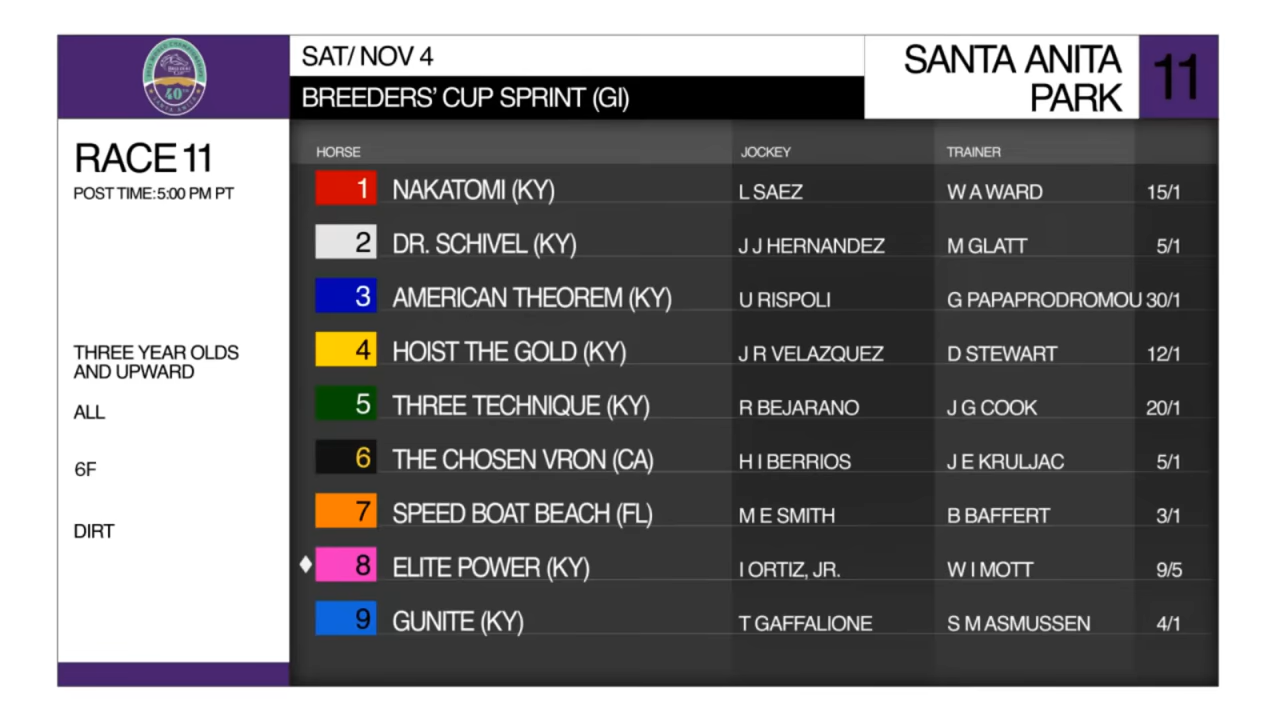 SAT/ NOV 4
BREEDERS' CUP SPRINT (GI)
SANTA ANITA
PARK
11
40
RACE 11
POST TIME: 5:00 PM PT
THREE YEAR OLDS
AND UPWARD
ALL
6F
DIRT
HORSE JOCKEY TRAINER
1 NAKATOMI (KY) L SAEZ W A WARD 15/1
2 DR. SCHIVEL (KY) J J HERNANDEZ M GLATT 5/1
3 AMERICAN THEOREM (KY) U RISPOLI G PAPAPRODROMOU 30/1
4 HOIST THE GOLD (KY) J R VELAZQUEZ D STEWART 12/1
5 THREE TECHNIQUE (KY) R BEJARANO J G COOK 20/1
6 THE CHOSEN VRON (CA) H I BERRIOS J E KRULJAC 5/1
7 SPEED BOAT BEACH (FL) M E SMITH B BAFFERT 3/1
8 ELITE POWER (KY) I ORTIZ, JR. W I MOTT 9/5
9 GUNITE (KY) T GAFFALIONE S M ASMUSSEN 4/1